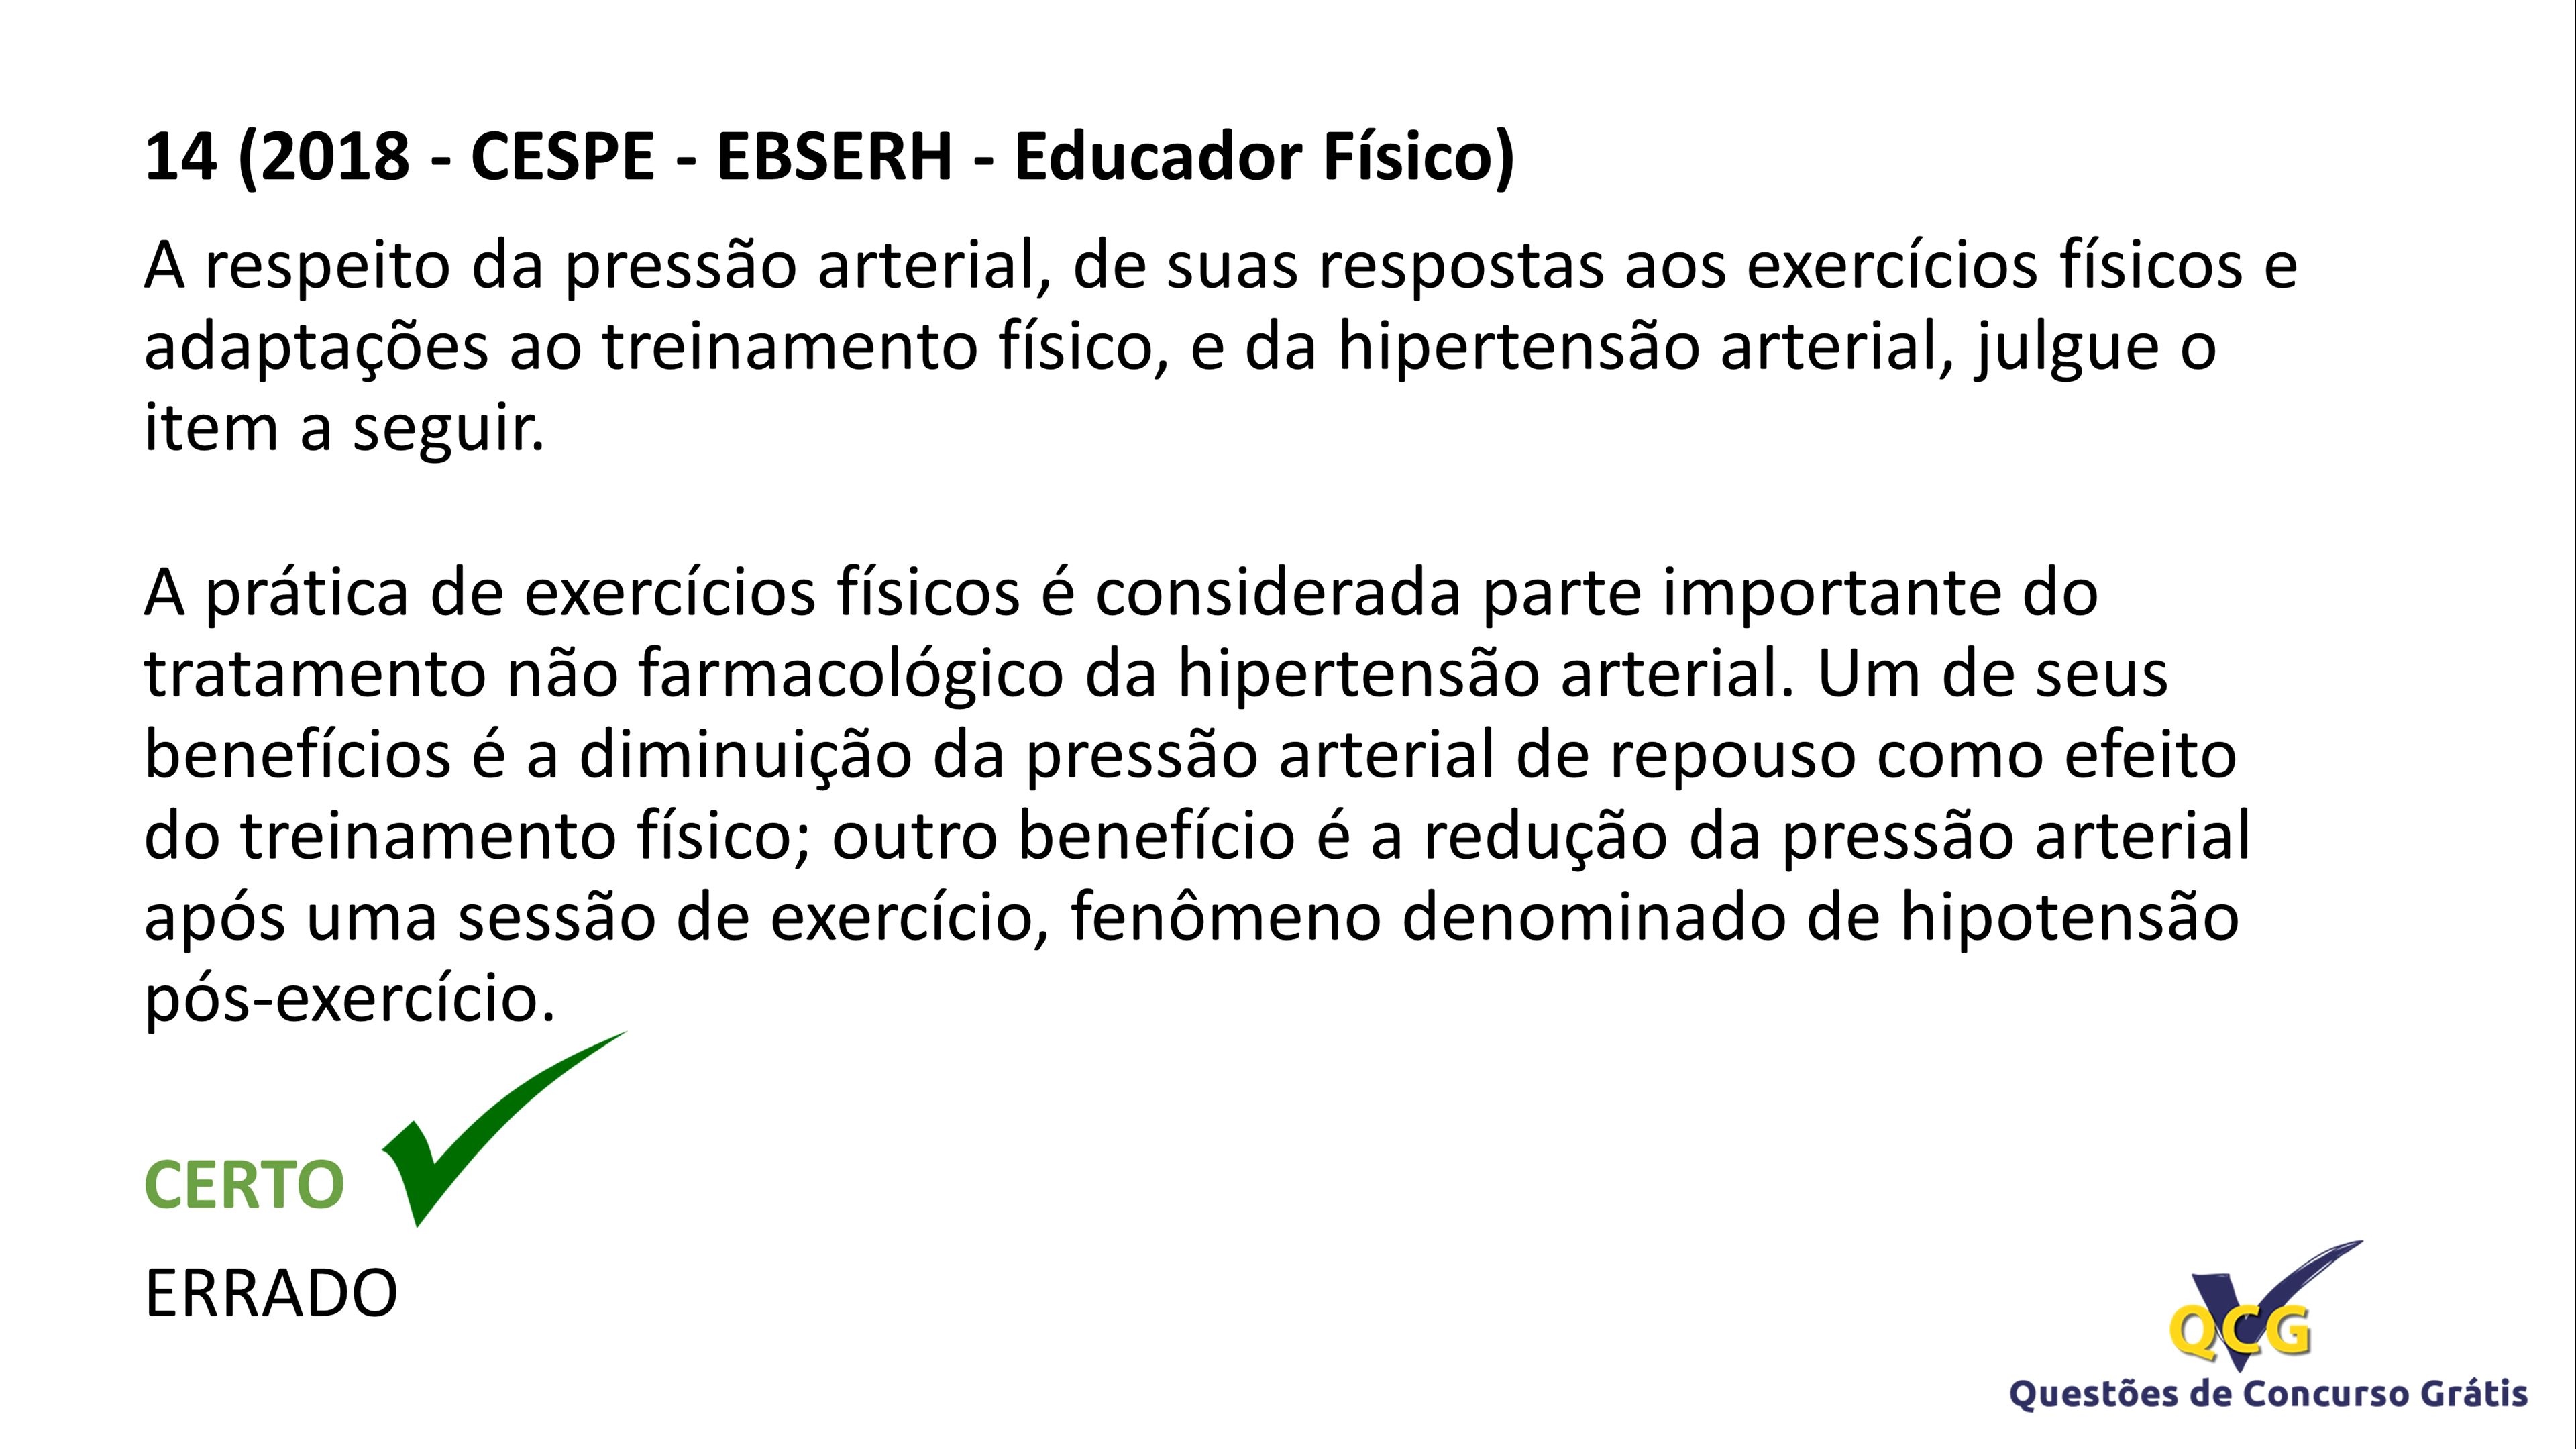 14 (2018 - CESPE - EBSERH - Educador Físico)
A respeito da pressão arterial, de suas respostas aos exercícios físicos e
adaptações ao treinamento físico, e da hipertensão arterial, julgue o
item a seguir.
A prática de exercícios físicos é considerada parte importante do
tratamento não farmacológico da hipertensão arterial. Um de seus
benefícios é a diminuição da pressão arterial de repouso como efeito
do treinamento físico; outro benefício é a redução da pressão arterial
após uma sessão de exercício, fenômeno denominado de hipotensão
pós-exercício.
CERTO
ERRADO
QCG
Questões de Concurso Grátis